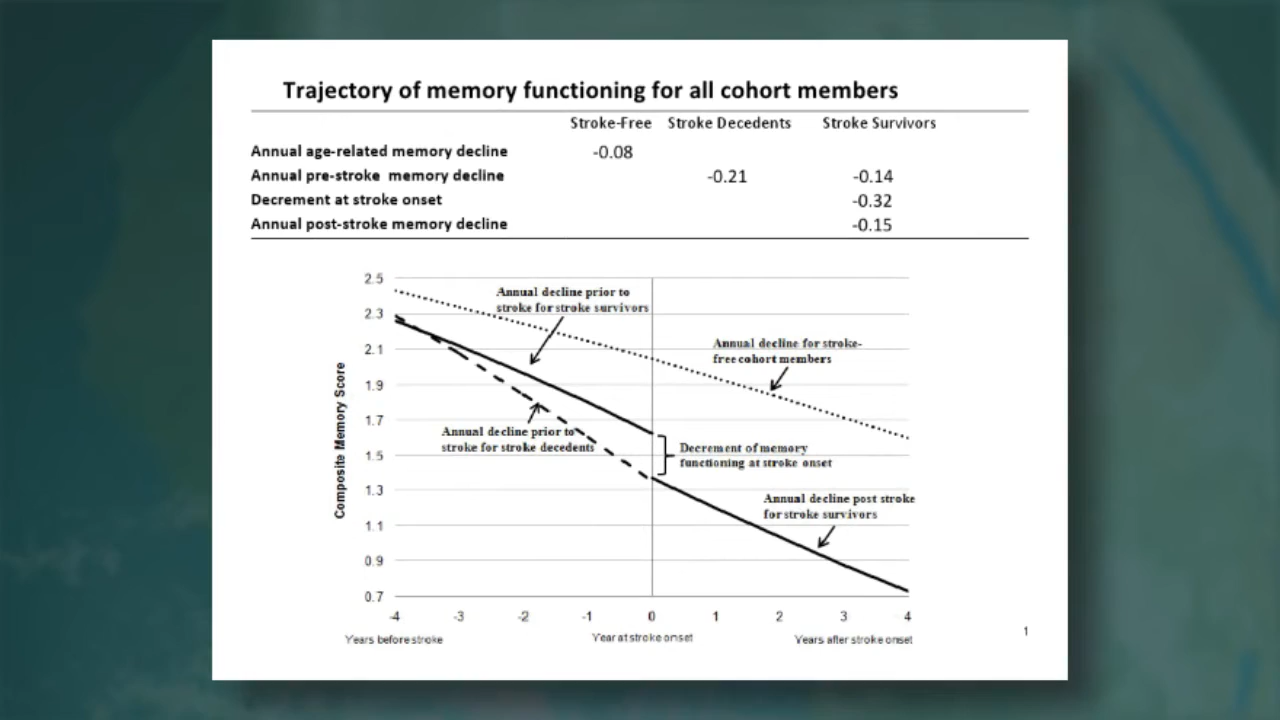 Trajectory of memory functioning for all cohort members
Stroke-Free Stroke Decedents Stroke Survivors
Annual age-related memory decline -0.08
Annual pre-stroke memory decline -0.21 -0.14
Decrement at stroke onset -0.32
Annual post-stroke memory decline -0.15
Composite Memory Score
2.5
2.3
2.1
1.9
1.7
1.5
1.3
1.1
0.9
0.7
Annual decline prior to
stroke for stroke survivors
Annual decline for stroke-
free cohort members
Annual decline prior to
stroke for stroke decedents
Decrement of memory
functioning at stroke onset
Annual decline post stroke
for stroke survivors
-4 -3 -2 -1 0 1 2 3 4
Years before stroke Year at stroke onset Years after stroke onset
1